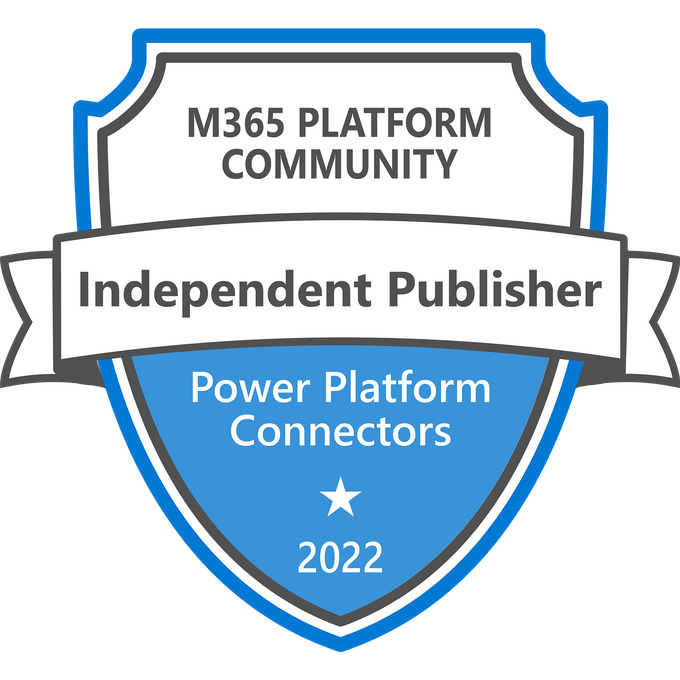 M365 PLATFORM
COMMUNITY
Independent Publisher
Power Platform
Connectors
2022